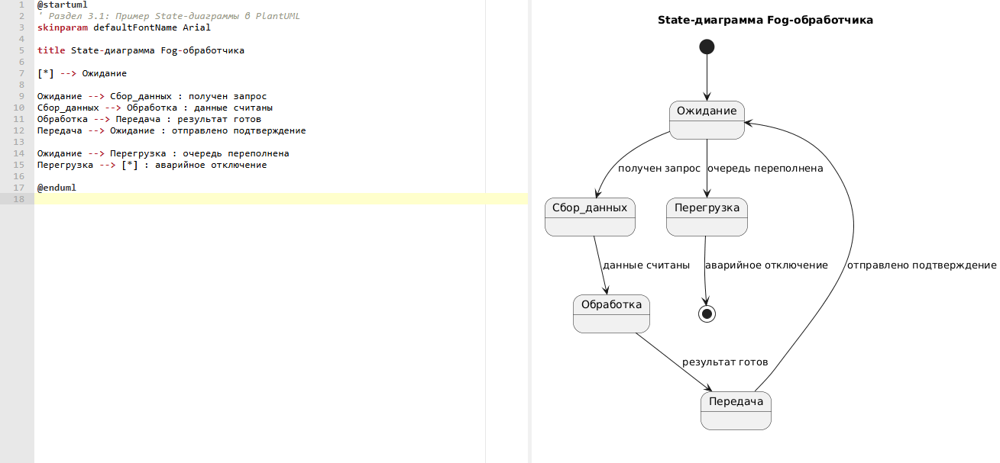 1 @startuml
2 ' Раздел 3.1: Пример State-диаграммы в PlantUML
3 skinparam defaultFontName Arial
4
5 title State-диаграмма Fog-обработчика
6
7 [*] --> Ожидание
8
9 Ожидание --> Сбор_данных : получен запрос
10 Сбор_данных --> Обработка : данные считаны
11 Обработка --> Передача : результат готов
12 Передача --> Ожидание : отправлено подтверждение
13
14 Ожидание --> Перегрузка : очередь переполнена
15 Перегрузка --> [*] : аварийное отключение
16
17 @enduml
18
State-диаграмма Fog-обработчика
Ожидание
получен запрос
очередь переполнена
Сбор_данных
Перегрузка
данные считаны
аварийное отключение
отправлено подтверждение
Обработка
результат готов
Передача